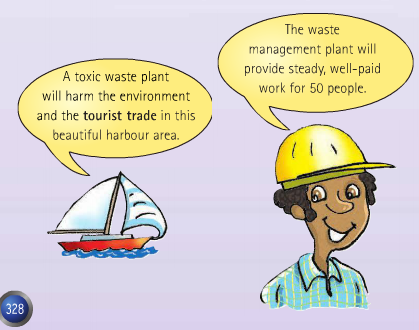 The waste
management plant will
provide steady, well-paid
work for 50 people.
A toxic waste plant
will harm the environment
and the tourist trade in this
beautiful harbour area.
328